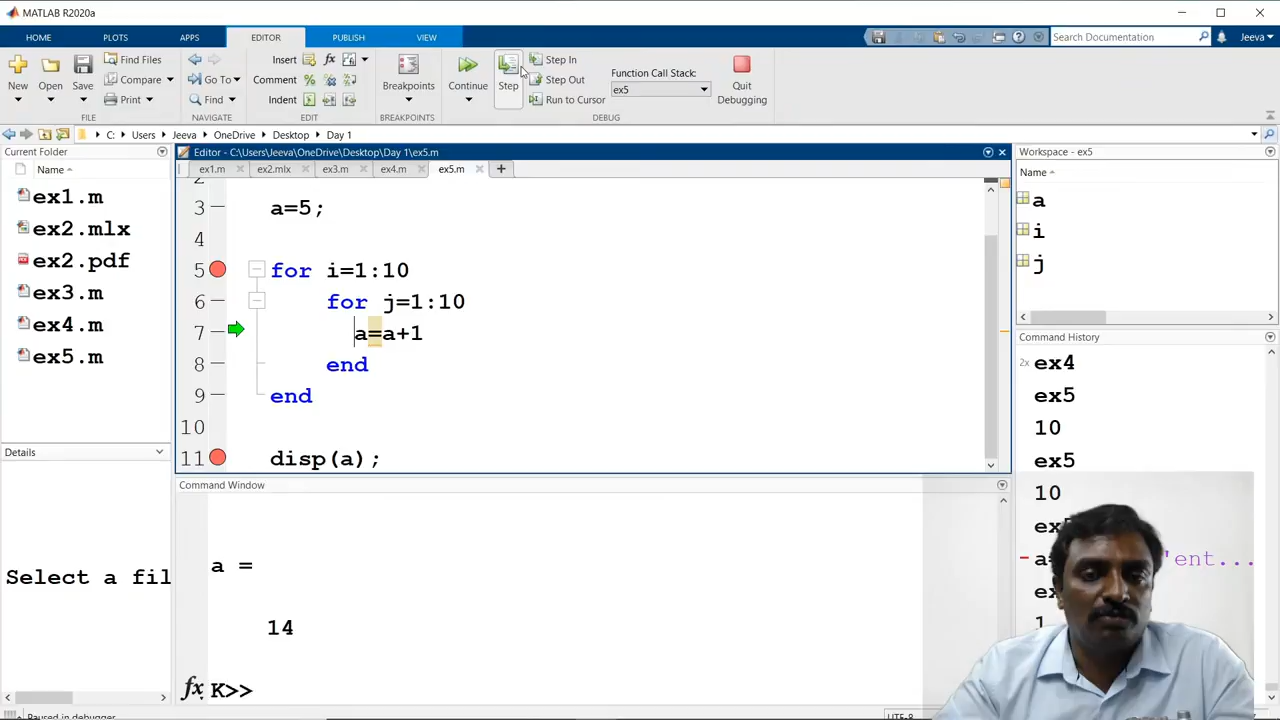 MATLAB R2020a
HOME PLOTS APPS EDITOR PUBLISH VIEW Search Documentation Jeeva
New Open Save Find Files Compare Print Insert Comment Indent Go To Find Breakpoints Continue Step Step In Step Out Run to Cursor Function Call Stack: ex5 Quit Debugging
FILE NAVIGATE EDIT BREAKPOINTS DEBUG
C: Users Jeeva OneDrive Desktop Day 1
Current Folder
Name
ex1.m
ex2.mlx
ex2.pdf
ex3.m
ex4.m
ex5.m
Details
Select a fil
Editor - C:\Users\Jeeva\OneDrive\Desktop\Day 1\ex5.m
ex1.m ex2.mlx ex3.m ex4.m ex5.m
2
3 a=5;
4
5 for i=1:10
6 for j=1:10
7 a=a+1
8 end
9 end
10
11 disp(a);
Command Window
a =
14
fx K>>
Workspace - ex5
Name
a
i
j
Command History
2x ex4
ex5
10
ex5
10
'ent...
Paused in debugger
UTF-8